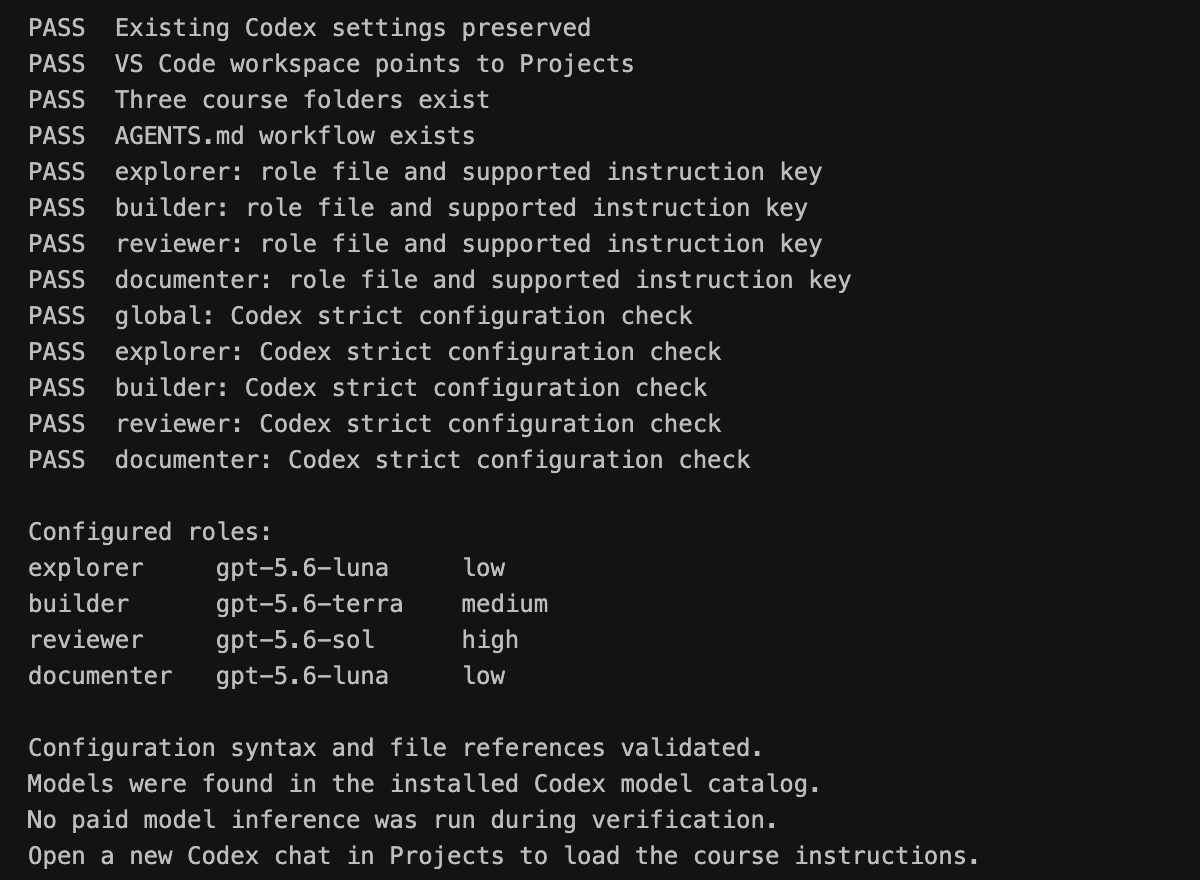 PASS  Existing Codex settings preserved
PASS  VS Code workspace points to Projects
PASS  Three course folders exist
PASS  AGENTS.md workflow exists
PASS  explorer: role file and supported instruction key
PASS  builder: role file and supported instruction key
PASS  reviewer: role file and supported instruction key
PASS  documenter: role file and supported instruction key
PASS  global: Codex strict configuration check
PASS  explorer: Codex strict configuration check
PASS  builder: Codex strict configuration check
PASS  reviewer: Codex strict configuration check
PASS  documenter: Codex strict configuration check
Configured roles:
explorer     gpt-5.6-luna     low
builder      gpt-5.6-terra    medium
reviewer     gpt-5.6-sol      high
documenter   gpt-5.6-luna     low
Configuration syntax and file references validated.
Models were found in the installed Codex model catalog.
No paid model inference was run during verification.
Open a new Codex chat in Projects to load the course instructions.